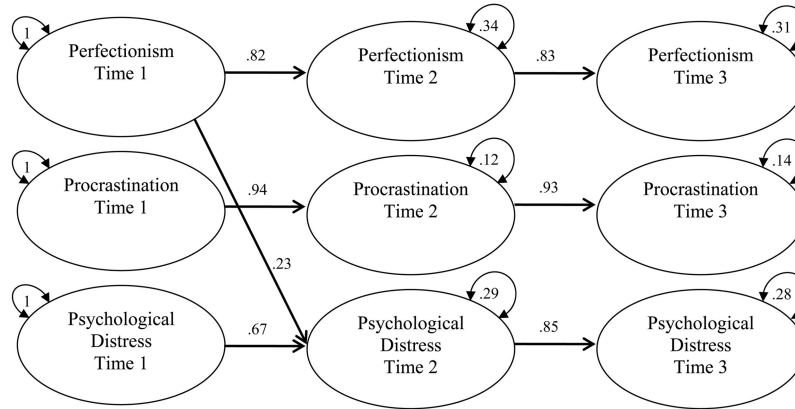 1
.34
.31
Perfectionism
Time 1
.82
Perfectionism
Time 2
.83
Perfectionism
Time 3
1
.12
.14
Procrastination
Time 1
.94
Procrastination
Time 2
.93
Procrastination
Time 3
.23
1
.29
.28
Psychological
Distress
Time 1
.67
Psychological
Distress
Time 2
.85
Psychological
Distress
Time 3